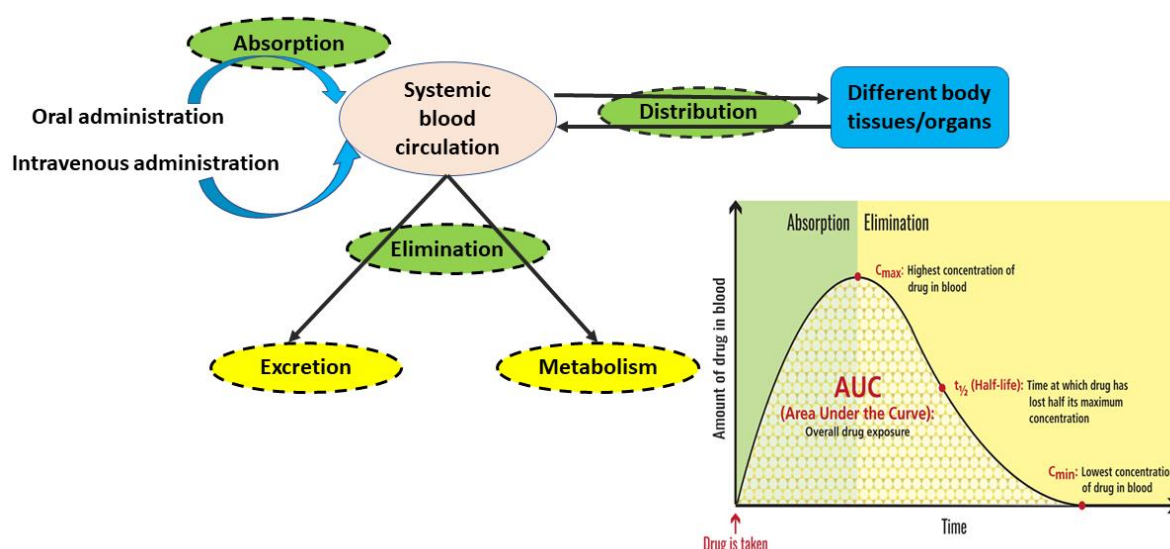 Absorption
Oral administration
Intravenous administration
Systemic
blood
circulation
Distribution
Different body
tissues/organs
Elimination
Excretion
Metabolism
Amount of drug in blood
Absorption
Elimination
Cmax: Highest concentration of
drug in blood
AUC
(Area Under the Curve):
Overall drug exposure
t½ (Half-life): Time at which drug has
lost half its maximum
concentration
Cmin: Lowest concentration
of drug in blood
Time
Drug is taken